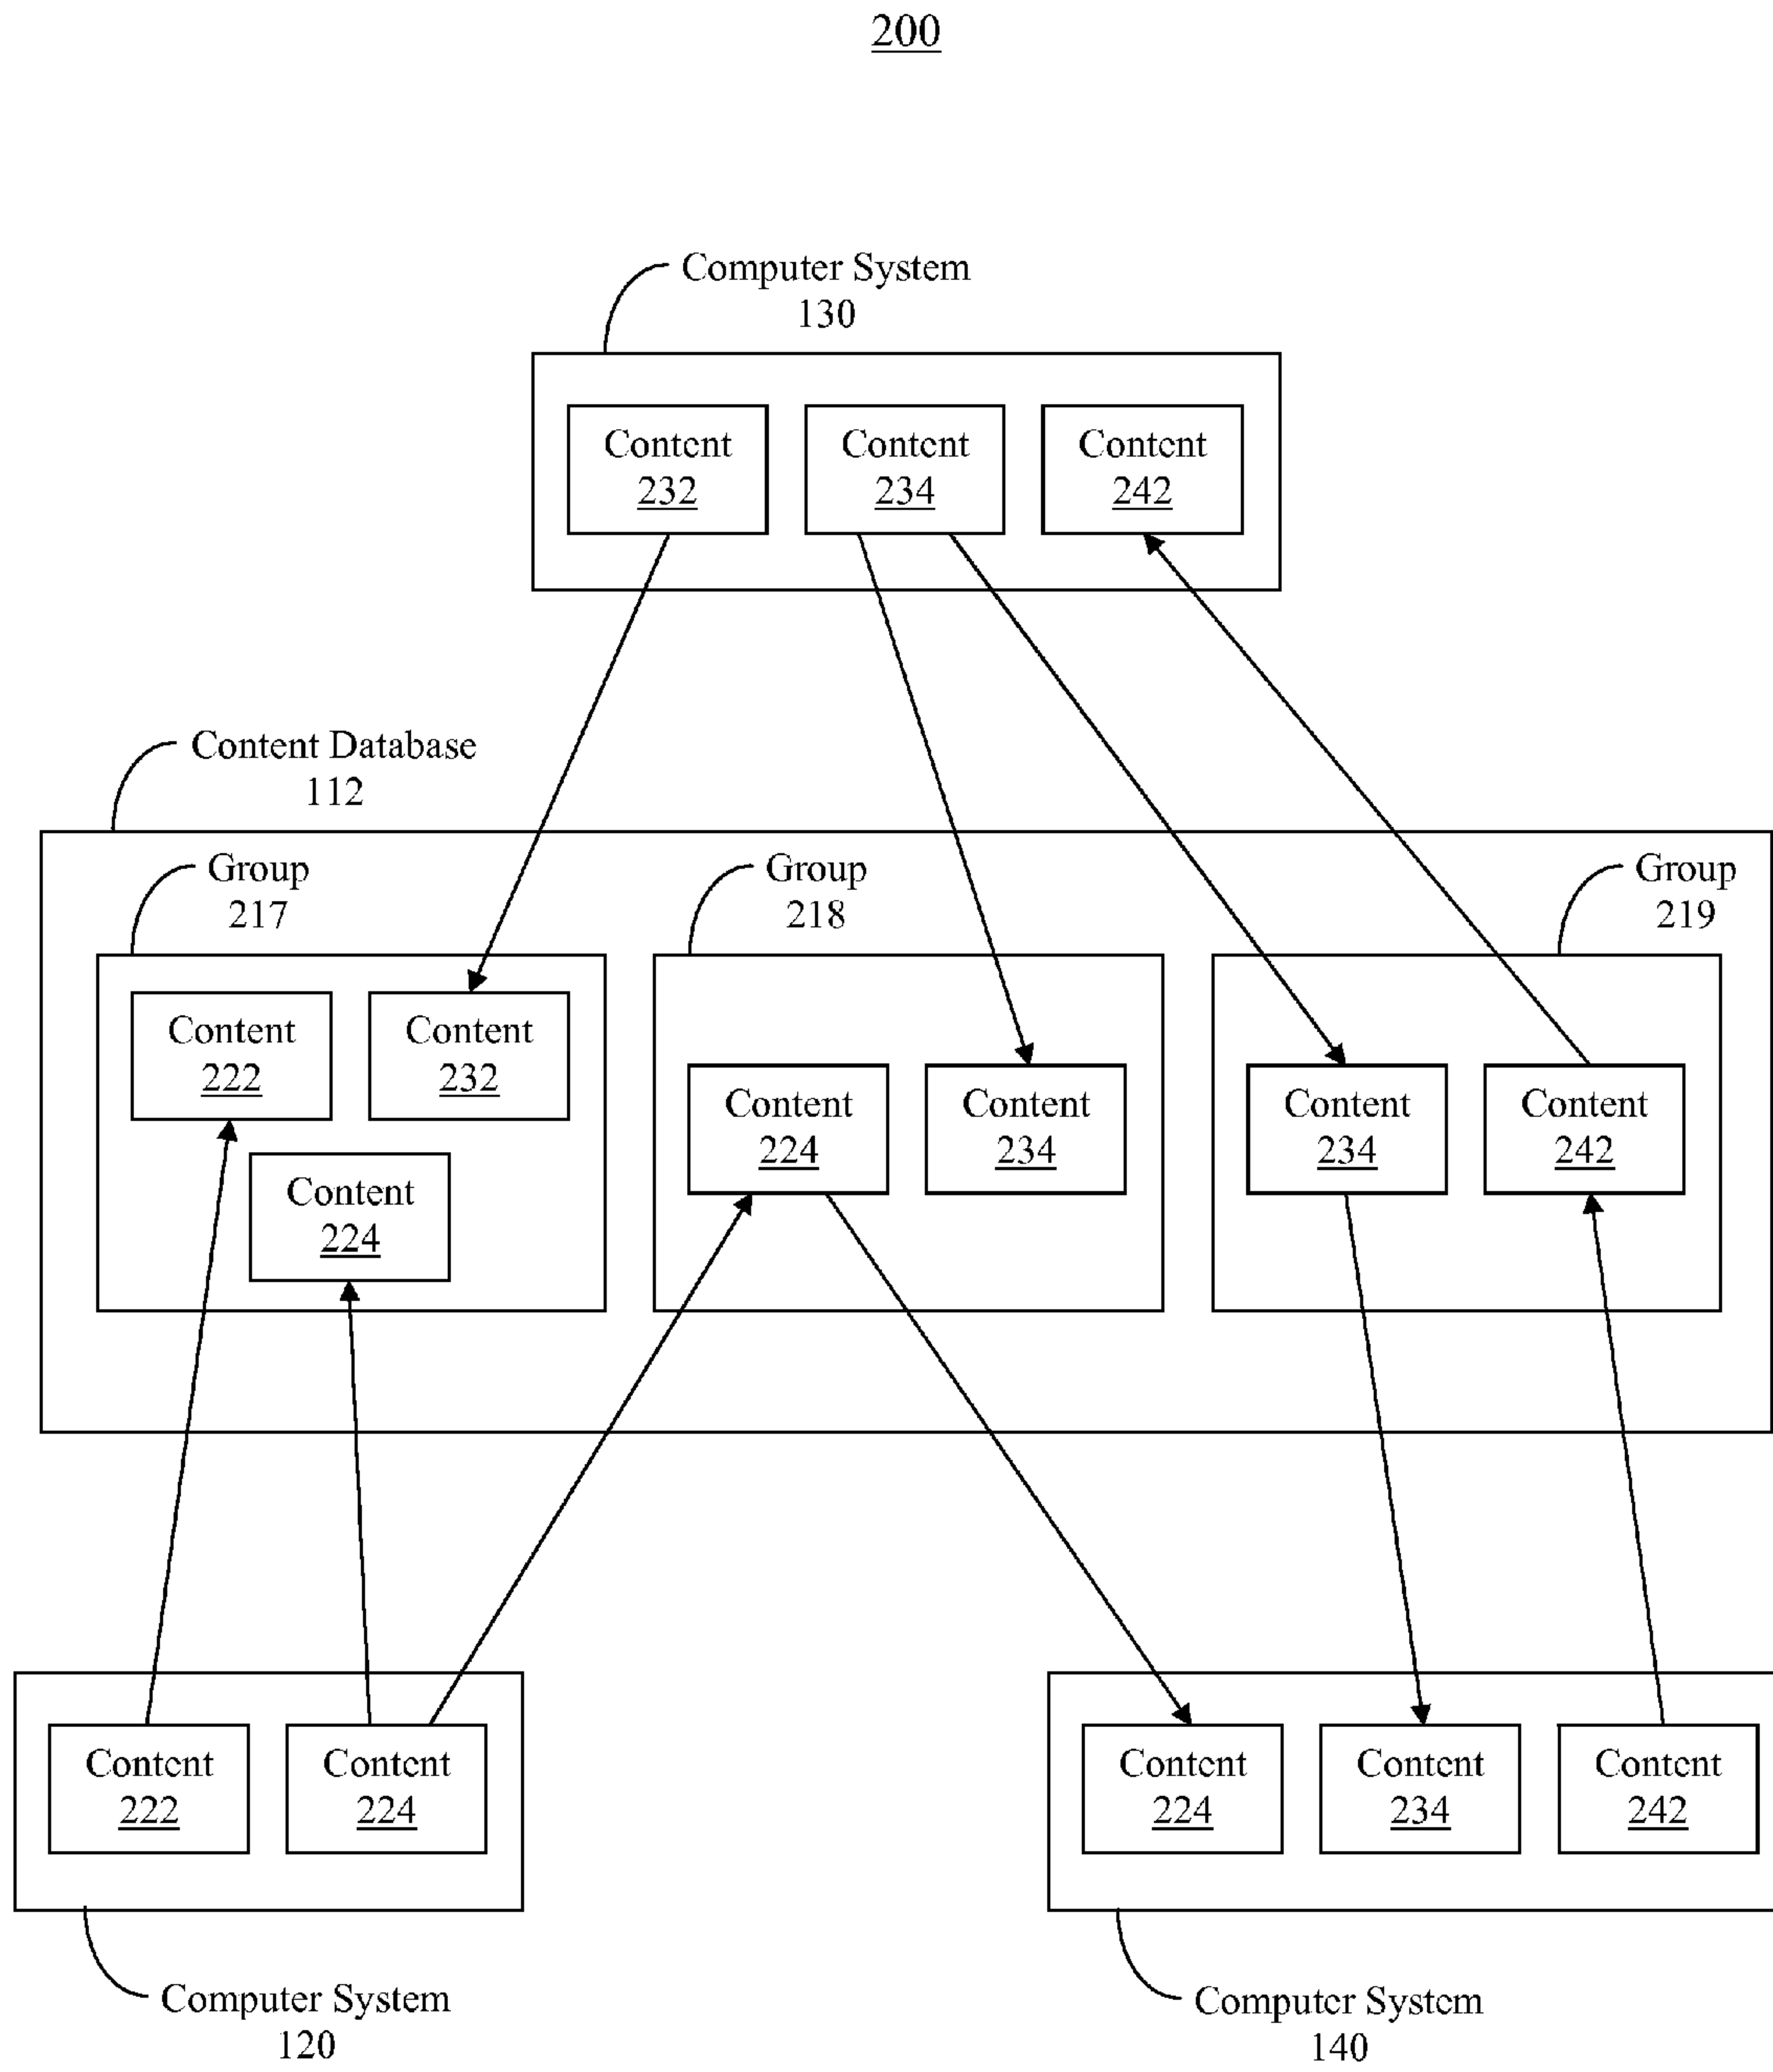 200
Computer System
130
Content
232
Content
234
Content
242
Content Database
112
Group
217
Group
218
Group
219
Content
222
Content
232
Content
224
Content
224
Content
234
Content
234
Content
242
Content
222
Content
224
Content
224
Content
234
Content
242
Computer System
120
Computer System
140